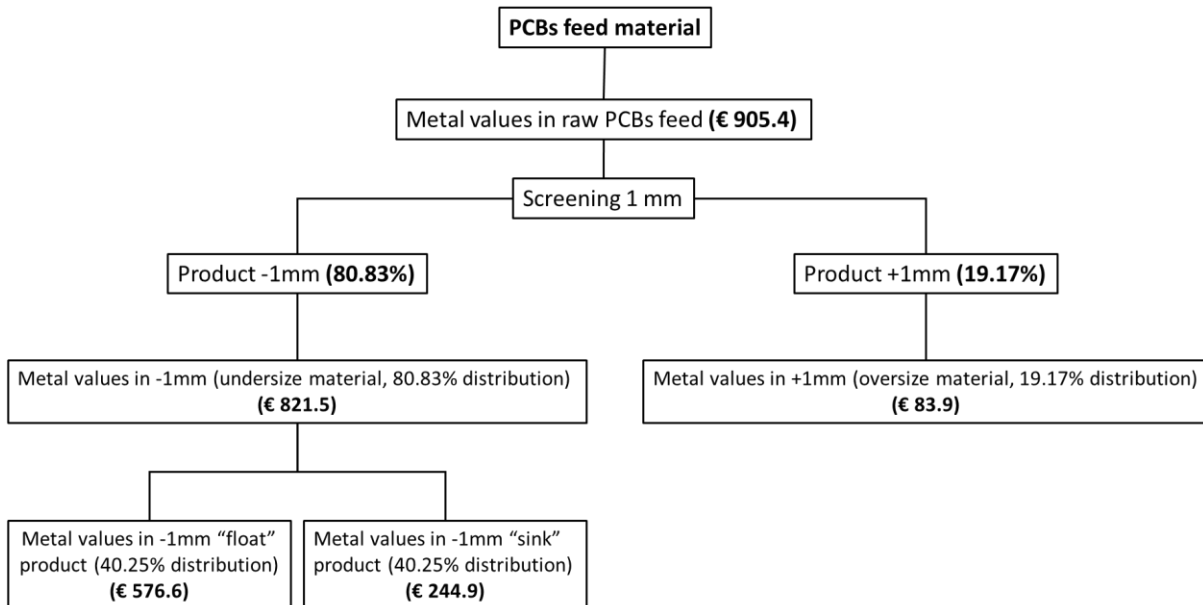 PCBs feed material
Metal values in raw PCBs feed (€ 905.4)
Screening 1 mm
Product -1mm (80.83%)
Product +1mm (19.17%)
Metal values in -1mm (undersize material, 80.83% distribution)
(€ 821.5)
Metal values in +1mm (oversize material, 19.17% distribution)
(€ 83.9)
Metal values in -1mm “float”
product (40.25% distribution)
(€ 576.6)
Metal values in -1mm “sink”
product (40.25% distribution)
(€ 244.9)